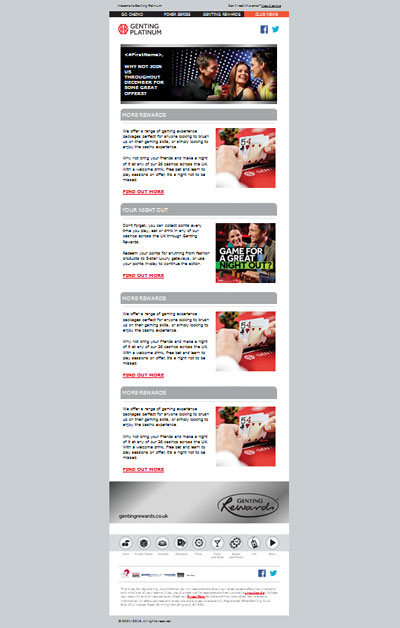 GO CASINO
POKER SERIES
GENTING REWARDS
CLUB NEWS
GENTING
PLATINUM
<#FirstName>,
WHY NOT JOIN
US
THROUGHOUT
DECEMBER FOR
SOME GREAT
OFFERS?
MORE REWARDS
We offer a range of gaming experience
packages perfect for anyone looking to brush
up on their gaming skills, or simply looking to
enjoy the casino experience.
Why not bring your friends and make a night
of it at any of our 36 casinos across the UK.
With a welcome drink, free bet and learn to
play sessions on offer, it's a night not to be
missed.
FIND OUT MORE
YOUR NIGHT OUT
Don't forget, you can collect points every
time you play, eat or drink in any of our
casinos across the UK through Genting
Rewards.
Redeem your points for anything from fashion
products to 5-star luxury getaways, or use
your points in-play to continue the action.
FIND OUT MORE
GAME FOR
A GREAT
NIGHT OUT?
MORE REWARDS
We offer a range of gaming experience
packages perfect for anyone looking to brush
up on their gaming skills, or simply looking to
enjoy the casino experience.
Why not bring your friends and make a night
of it at any of our 36 casinos across the UK.
With a welcome drink, free bet and learn to
play sessions on offer, it's a night not to be
missed.
FIND OUT MORE
MORE REWARDS
We offer a range of gaming experience
packages perfect for anyone looking to brush
up on their gaming skills, or simply looking to
enjoy the casino experience.
Why not bring your friends and make a night
of it at any of our 36 casinos across the UK.
With a welcome drink, free bet and learn to
play sessions on offer, it's a night not to be
missed.
FIND OUT MORE
GENTING
Rewards
gentingrewards.co.uk